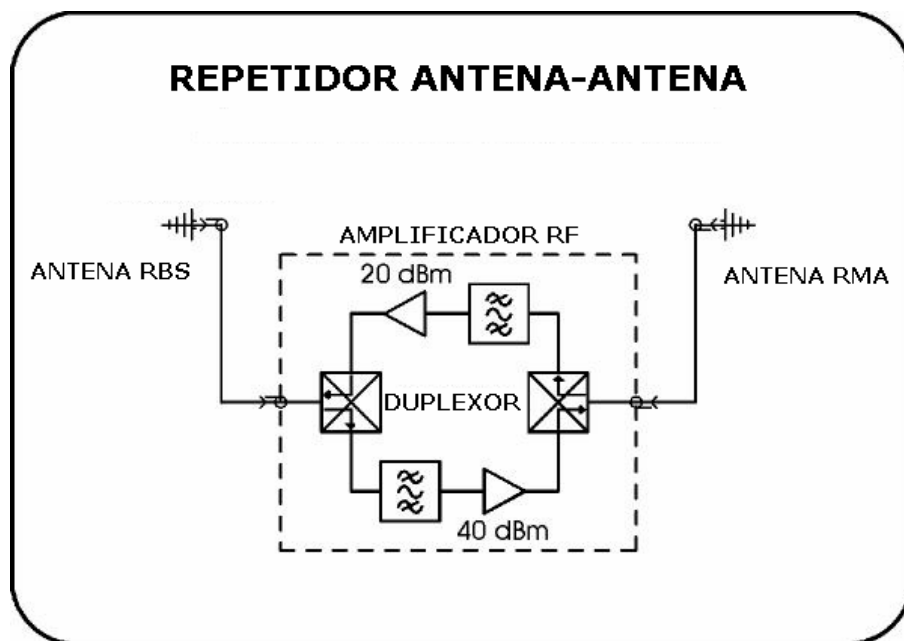 REPETIDOR ANTENA-ANTENA
AMPLIFICADOR RF
ANTENA RBS
20 dBm
ANTENA RMA
DUPLEXOR
40 dBm